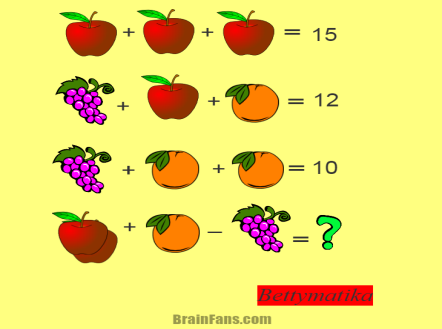 + + = 15
+ + = 12
+ + = 10
+ - = ?
Bettymatika
BrainFans.com